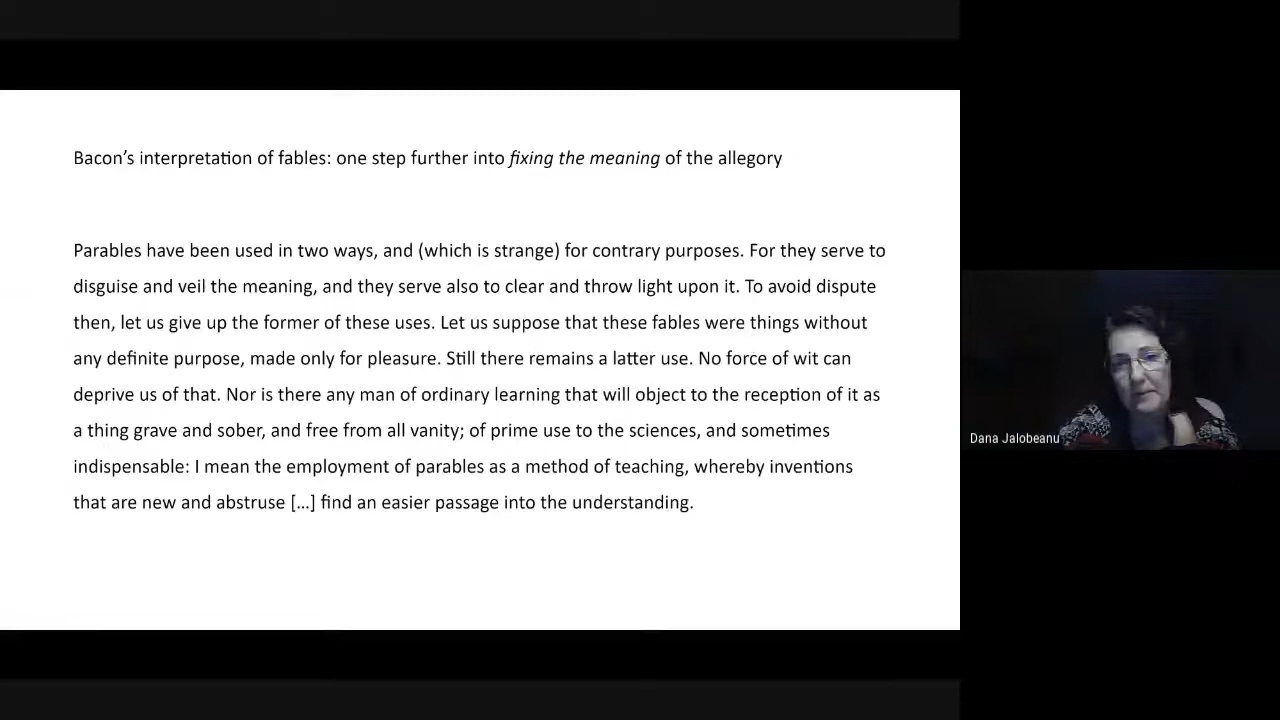 Bacon's interpretation of fables: one step further into fixing the meaning of the allegory
Parables have been used in two ways, and (which is strange) for contrary purposes. For they serve to
disguise and veil the meaning, and they serve also to clear and throw light upon it. To avoid dispute
then, let us give up the former of these uses. Let us suppose that these fables were things without
any definite purpose, made only for pleasure. Still there remains a latter use. No force of wit can
deprive us of that. Nor is there any man of ordinary learning that will object to the reception of it as
a thing grave and sober, and free from all vanity; of prime use to the sciences, and sometimes
indispensable: I mean the employment of parables as a method of teaching, whereby inventions
that are new and abstruse [...] find an easier passage into the understanding.
Dana Jalobeanu